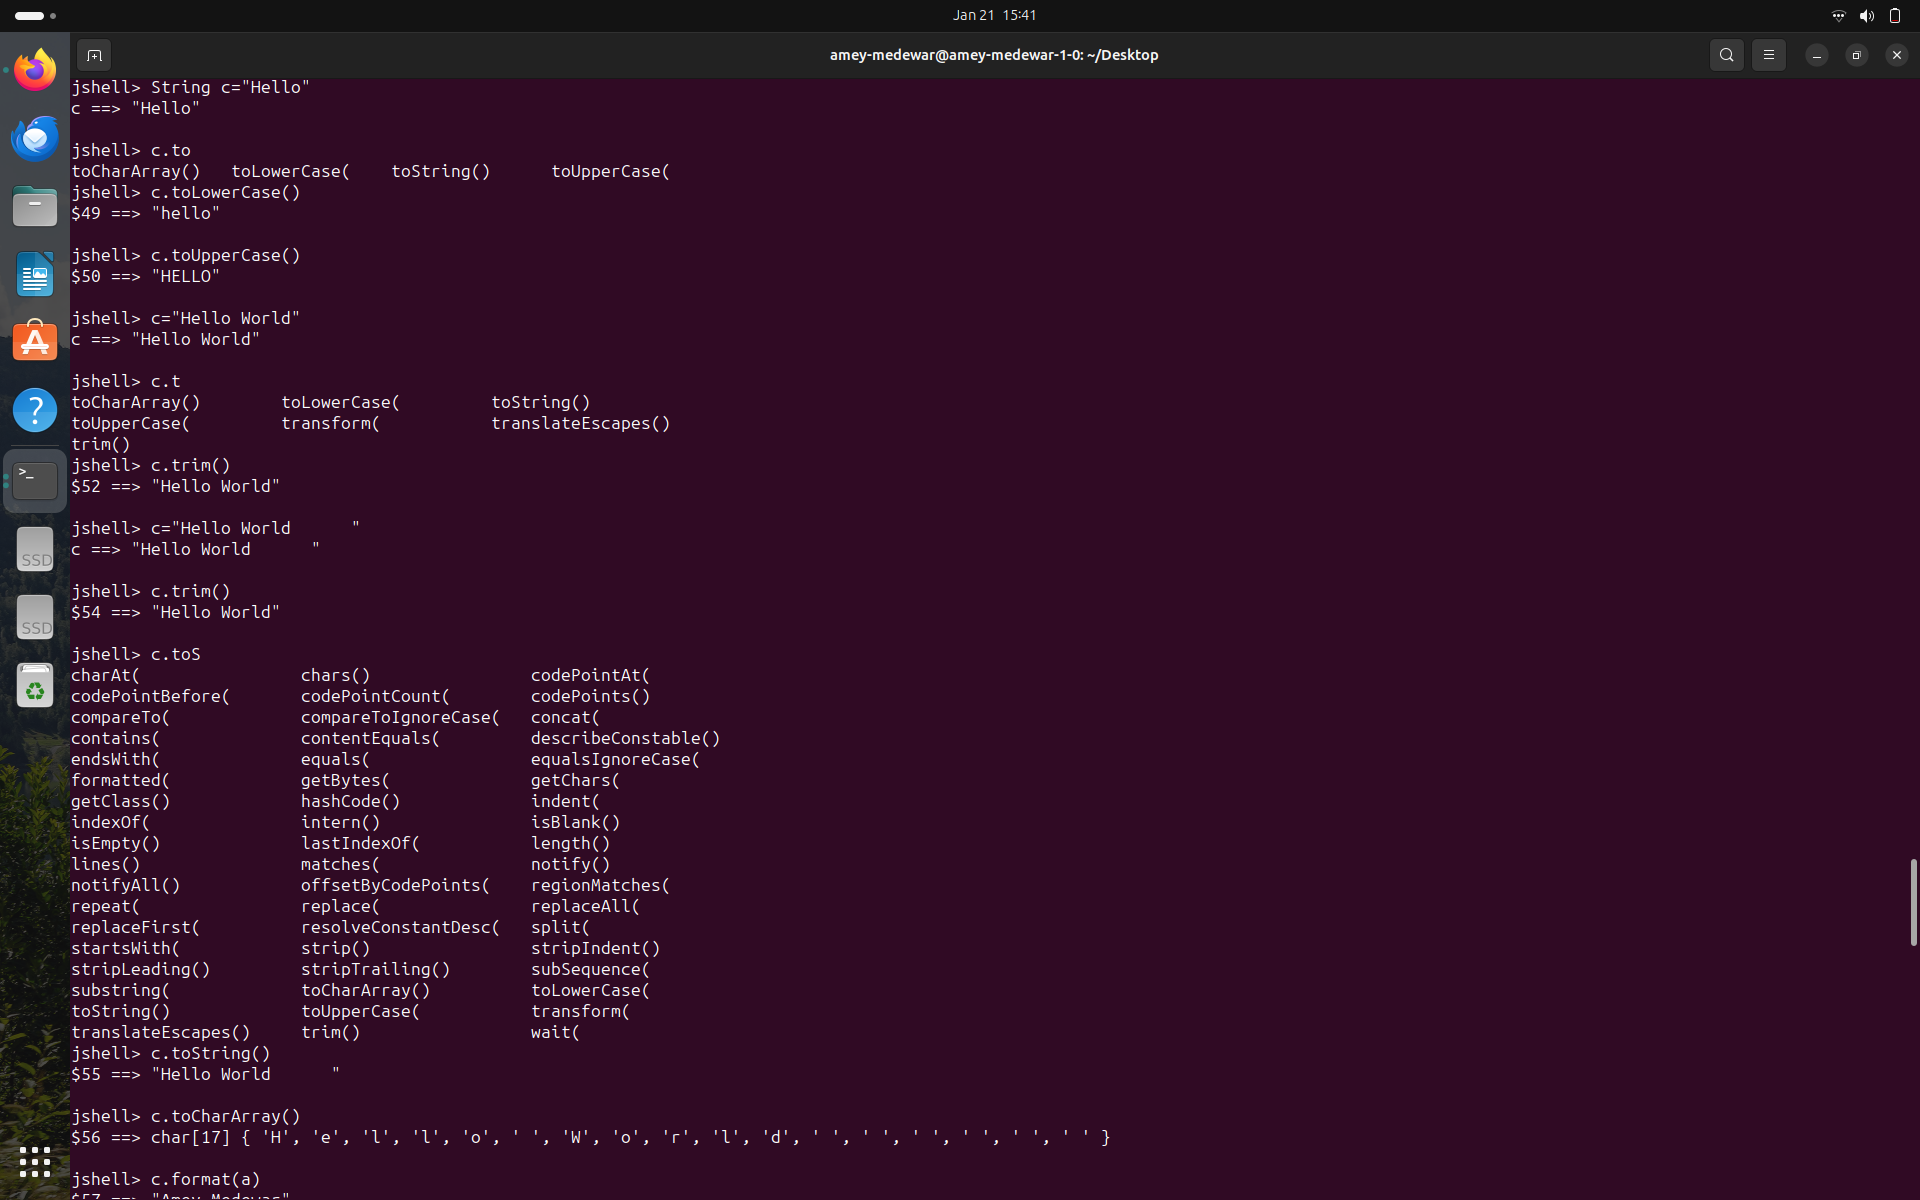 Jan 21 15:41
amey-medewar@amey-medewar-1-0: ~/Desktop
jshell> String c="Hello"
c ==> "Hello"
jshell> c.to
toCharArray()   toLowerCase(    toString()      toUpperCase(
jshell> c.toLowerCase()
$49 ==> "hello"
jshell> c.toUpperCase()
$50 ==> "HELLO"
jshell> c="Hello World"
c ==> "Hello World"
jshell> c.t
toCharArray()        toLowerCase(         toString()
toUpperCase(         transform(           translateEscapes()
trim()
jshell> c.trim()
$52 ==> "Hello World"
jshell> c="Hello World      "
c ==> "Hello World      "
jshell> c.trim()
$54 ==> "Hello World"
jshell> c.toS
charAt(                chars()                codePointAt(
codePointBefore(       codePointCount(        codePoints()
compareTo(             compareToIgnoreCase(   concat(
contains(              contentEquals(         describeConstable()
endsWith(              equals(                equalsIgnoreCase(
formatted(             getBytes(              getChars(
getClass()             hashCode()             indent(
indexOf(               intern()               isBlank()
isEmpty()              lastIndexOf(           length()
lines()                matches(               notify()
notifyAll()            offsetByCodePoints(    regionMatches(
repeat(                replace(               replaceAll(
replaceFirst(          resolveConstantDesc(   split(
startsWith(            strip()                stripIndent()
stripLeading()         stripTrailing()        subSequence(
substring(             toCharArray()          toLowerCase(
toString()             toUpperCase(           transform(
translateEscapes()     trim()                 wait(
jshell> c.toString()
$55 ==> "Hello World      "
jshell> c.toCharArray()
$56 ==> char[17] { 'H', 'e', 'l', 'l', 'o', ' ', 'W', 'o', 'r', 'l', 'd', ' ', ' ', ' ', ' ', ' ', ' ' }
jshell> c.format(a)
$57 ==> "Amey Medewar"
SSD
SSD